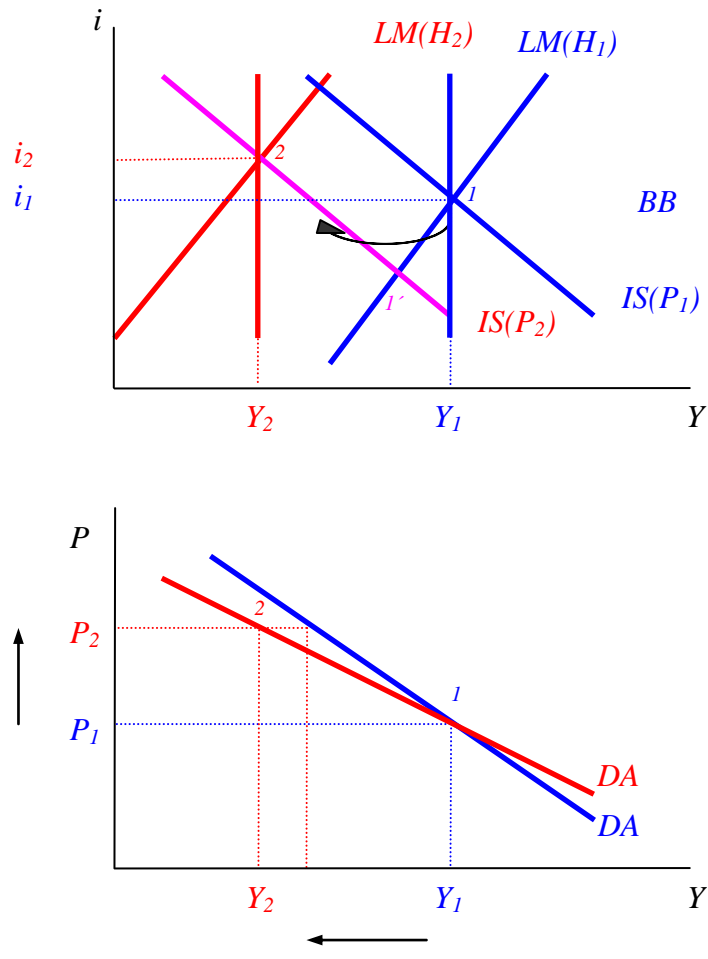 i
LM(H₂)
LM(H₁)
i₂
2
i₁
1
BB
1´
IS(P₂)
IS(P₁)
Y₂
Y₁
Y
P
2
P₂
1
P₁
DA
DA
Y₂
Y₁
Y